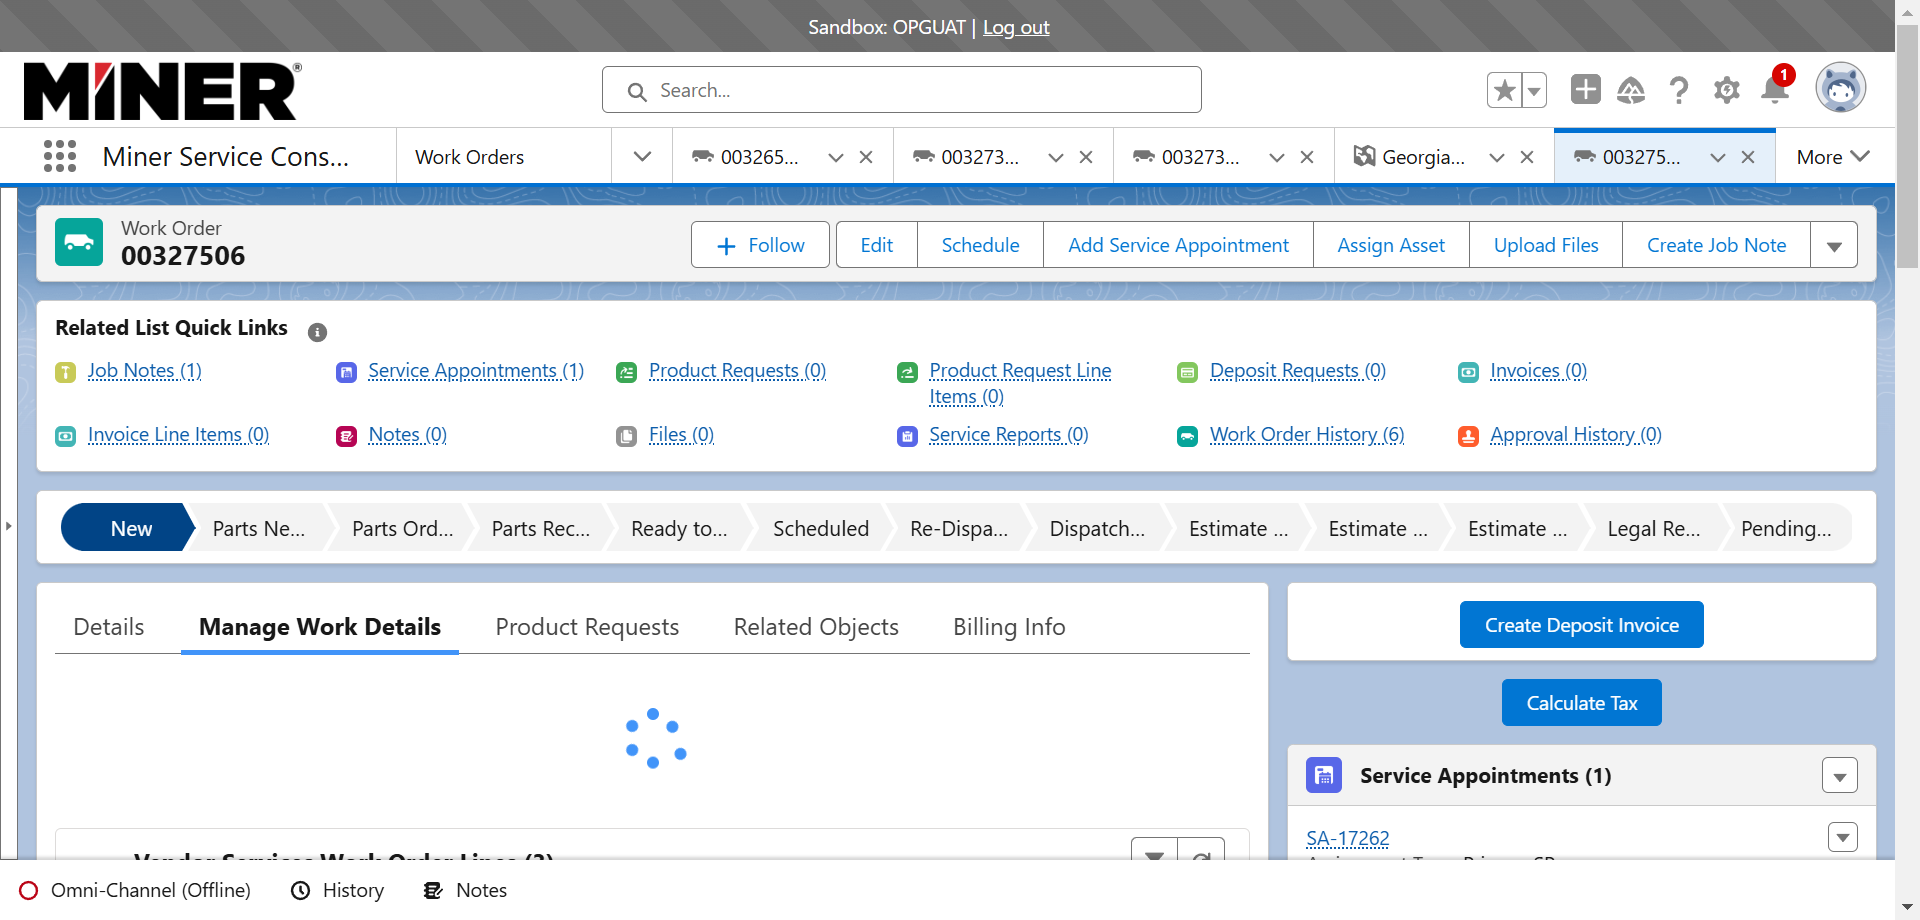 Sandbox: OPGUAT | Log out
MINER®
Search...
1
Miner Service Cons...
Work Orders
003265...
003273...
003273...
Georgia...
003275...
More
Work Order
00327506
Follow
Edit
Schedule
Add Service Appointment
Assign Asset
Upload Files
Create Job Note
Related List Quick Links
Job Notes (1)
Service Appointments (1)
Product Requests (0)
Product Request Line
Items (0)
Deposit Requests (0)
Invoices (0)
Invoice Line Items (0)
Notes (0)
Files (0)
Service Reports (0)
Work Order History (6)
Approval History (0)
New
Parts Ne...
Parts Ord...
Parts Rec...
Ready to...
Scheduled
Re-Dispa...
Dispatch...
Estimate ...
Estimate ...
Estimate ...
Legal Re...
Pending...
Details
Manage Work Details
Product Requests
Related Objects
Billing Info
Create Deposit Invoice
Calculate Tax
Service Appointments (1)
SA-17262
Vendor Services Work Order Lines (3)
Omni-Channel (Offline)
History
Notes